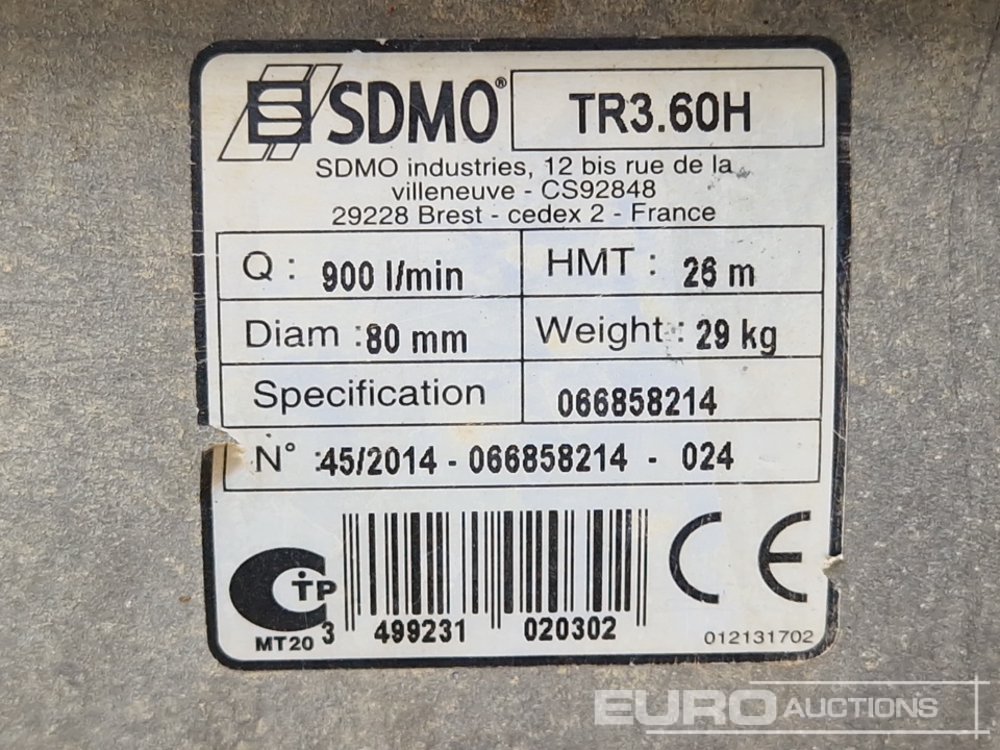 SDMO® TR3.60H
SDMO industries, 12 bis rue de la
villeneuve - CS92848
29228 Brest - cedex 2 - France
Q : 900 l/min HMT : 26 m
Diam : 80 mm Weight : 29 kg
Specification 066858214
N° : 45/2014 - 066858214 - 024
TP
MT20
3 499231 020302
CE
012131702
EURO AUCTIONS